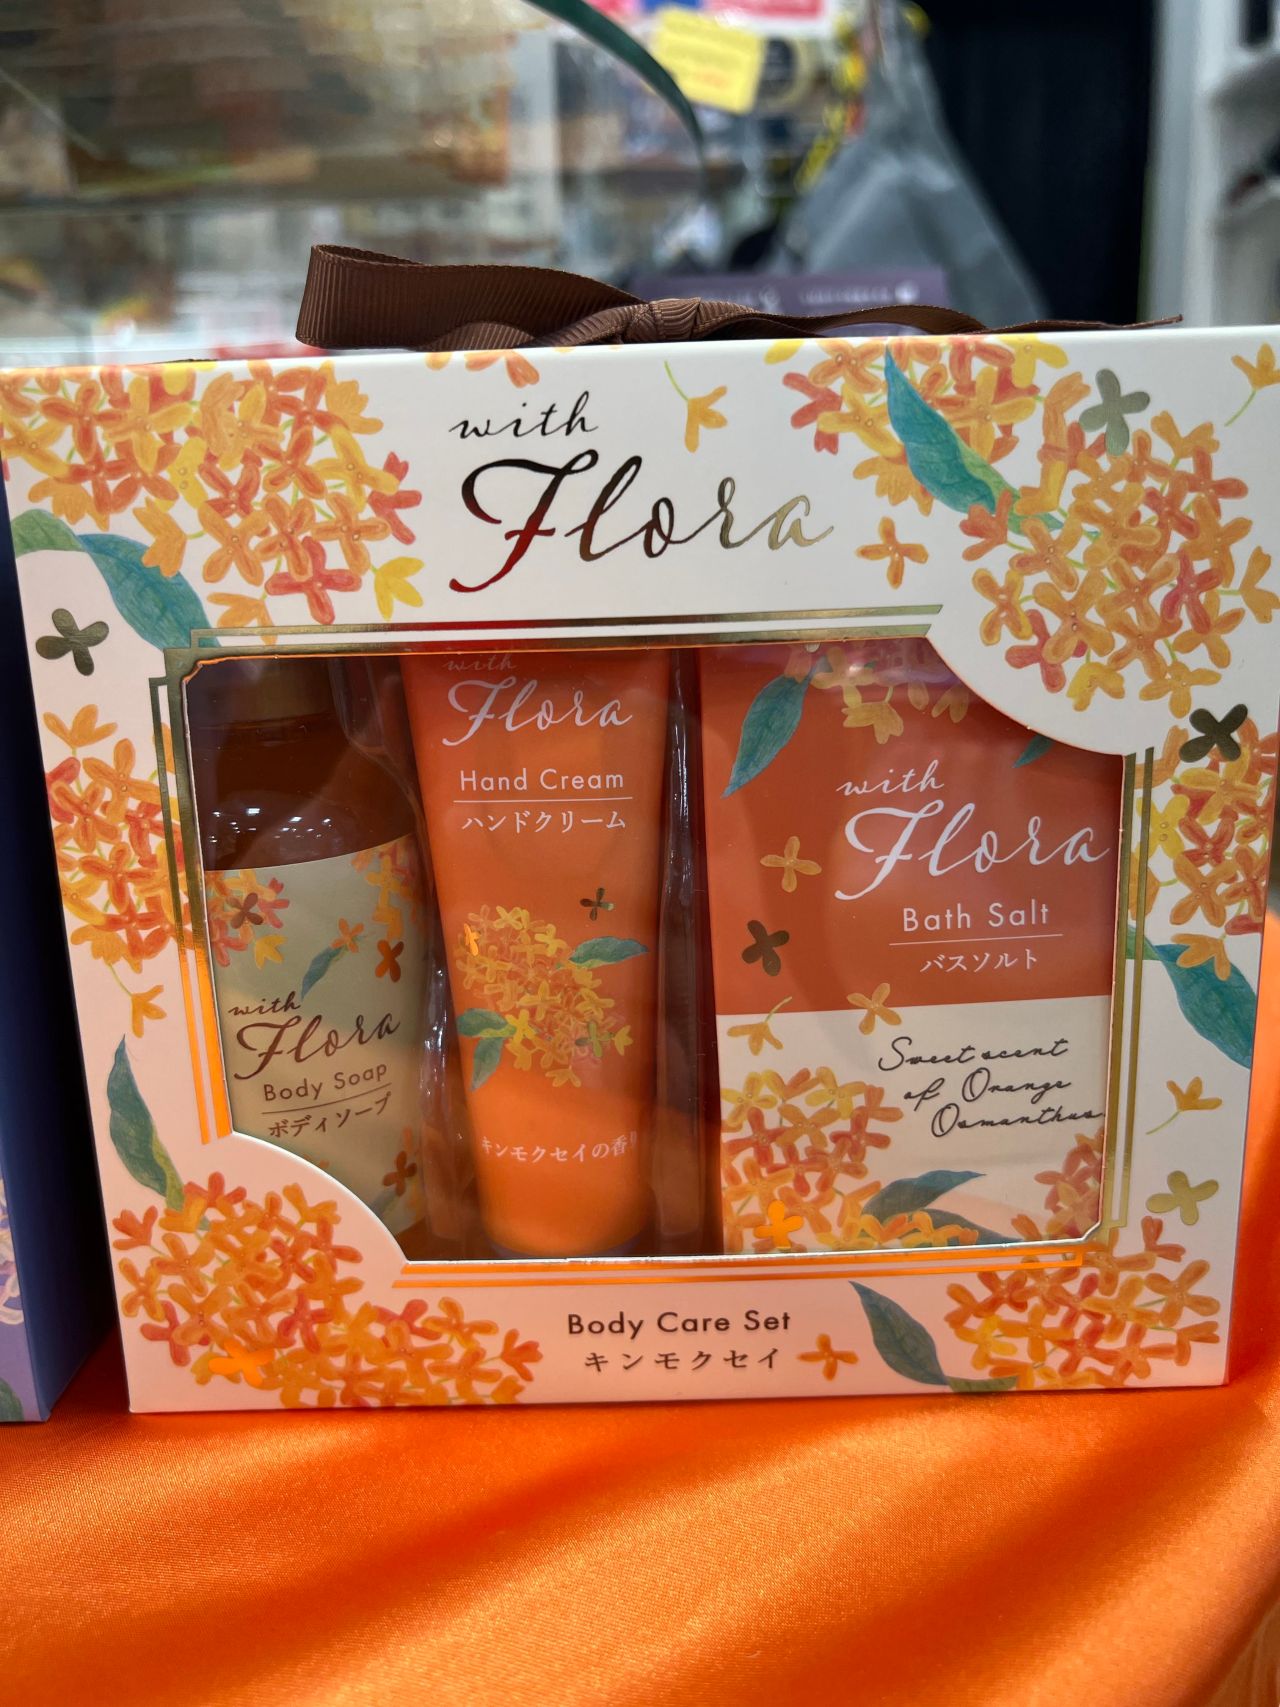 with
Flora
with
Flora
Body Soap
ボディソープ
with
Flora
Hand Cream
ハンドクリーム
キンモクセイの香り
with
Flora
Bath Salt
バスソルト
Sweet scent
of Orange
Osmanthus
Body Care Set
キンモクセイ